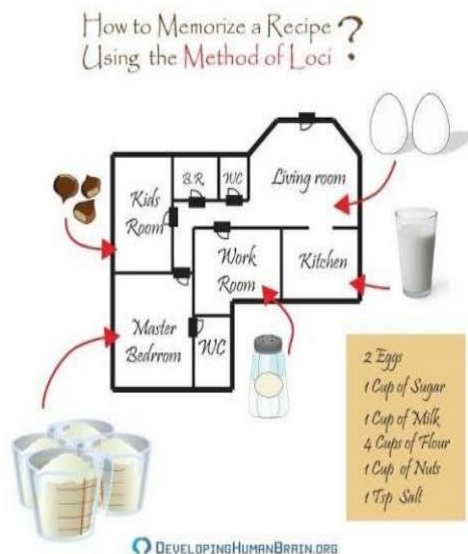 How to Memorize a Recipe ?
Using the Method of Loci
B.R
WC
Living room
Kids
Room
Work
Room
Kitchen
Master
Bedrrom
WC
2 Eggs
1 Cup of Sugar
1 Cup of Milk
4 Cups of Flour
1 Cup of Nuts
1 Tsp Salt
DEVELOPINGHUMANBRAIN.ORG